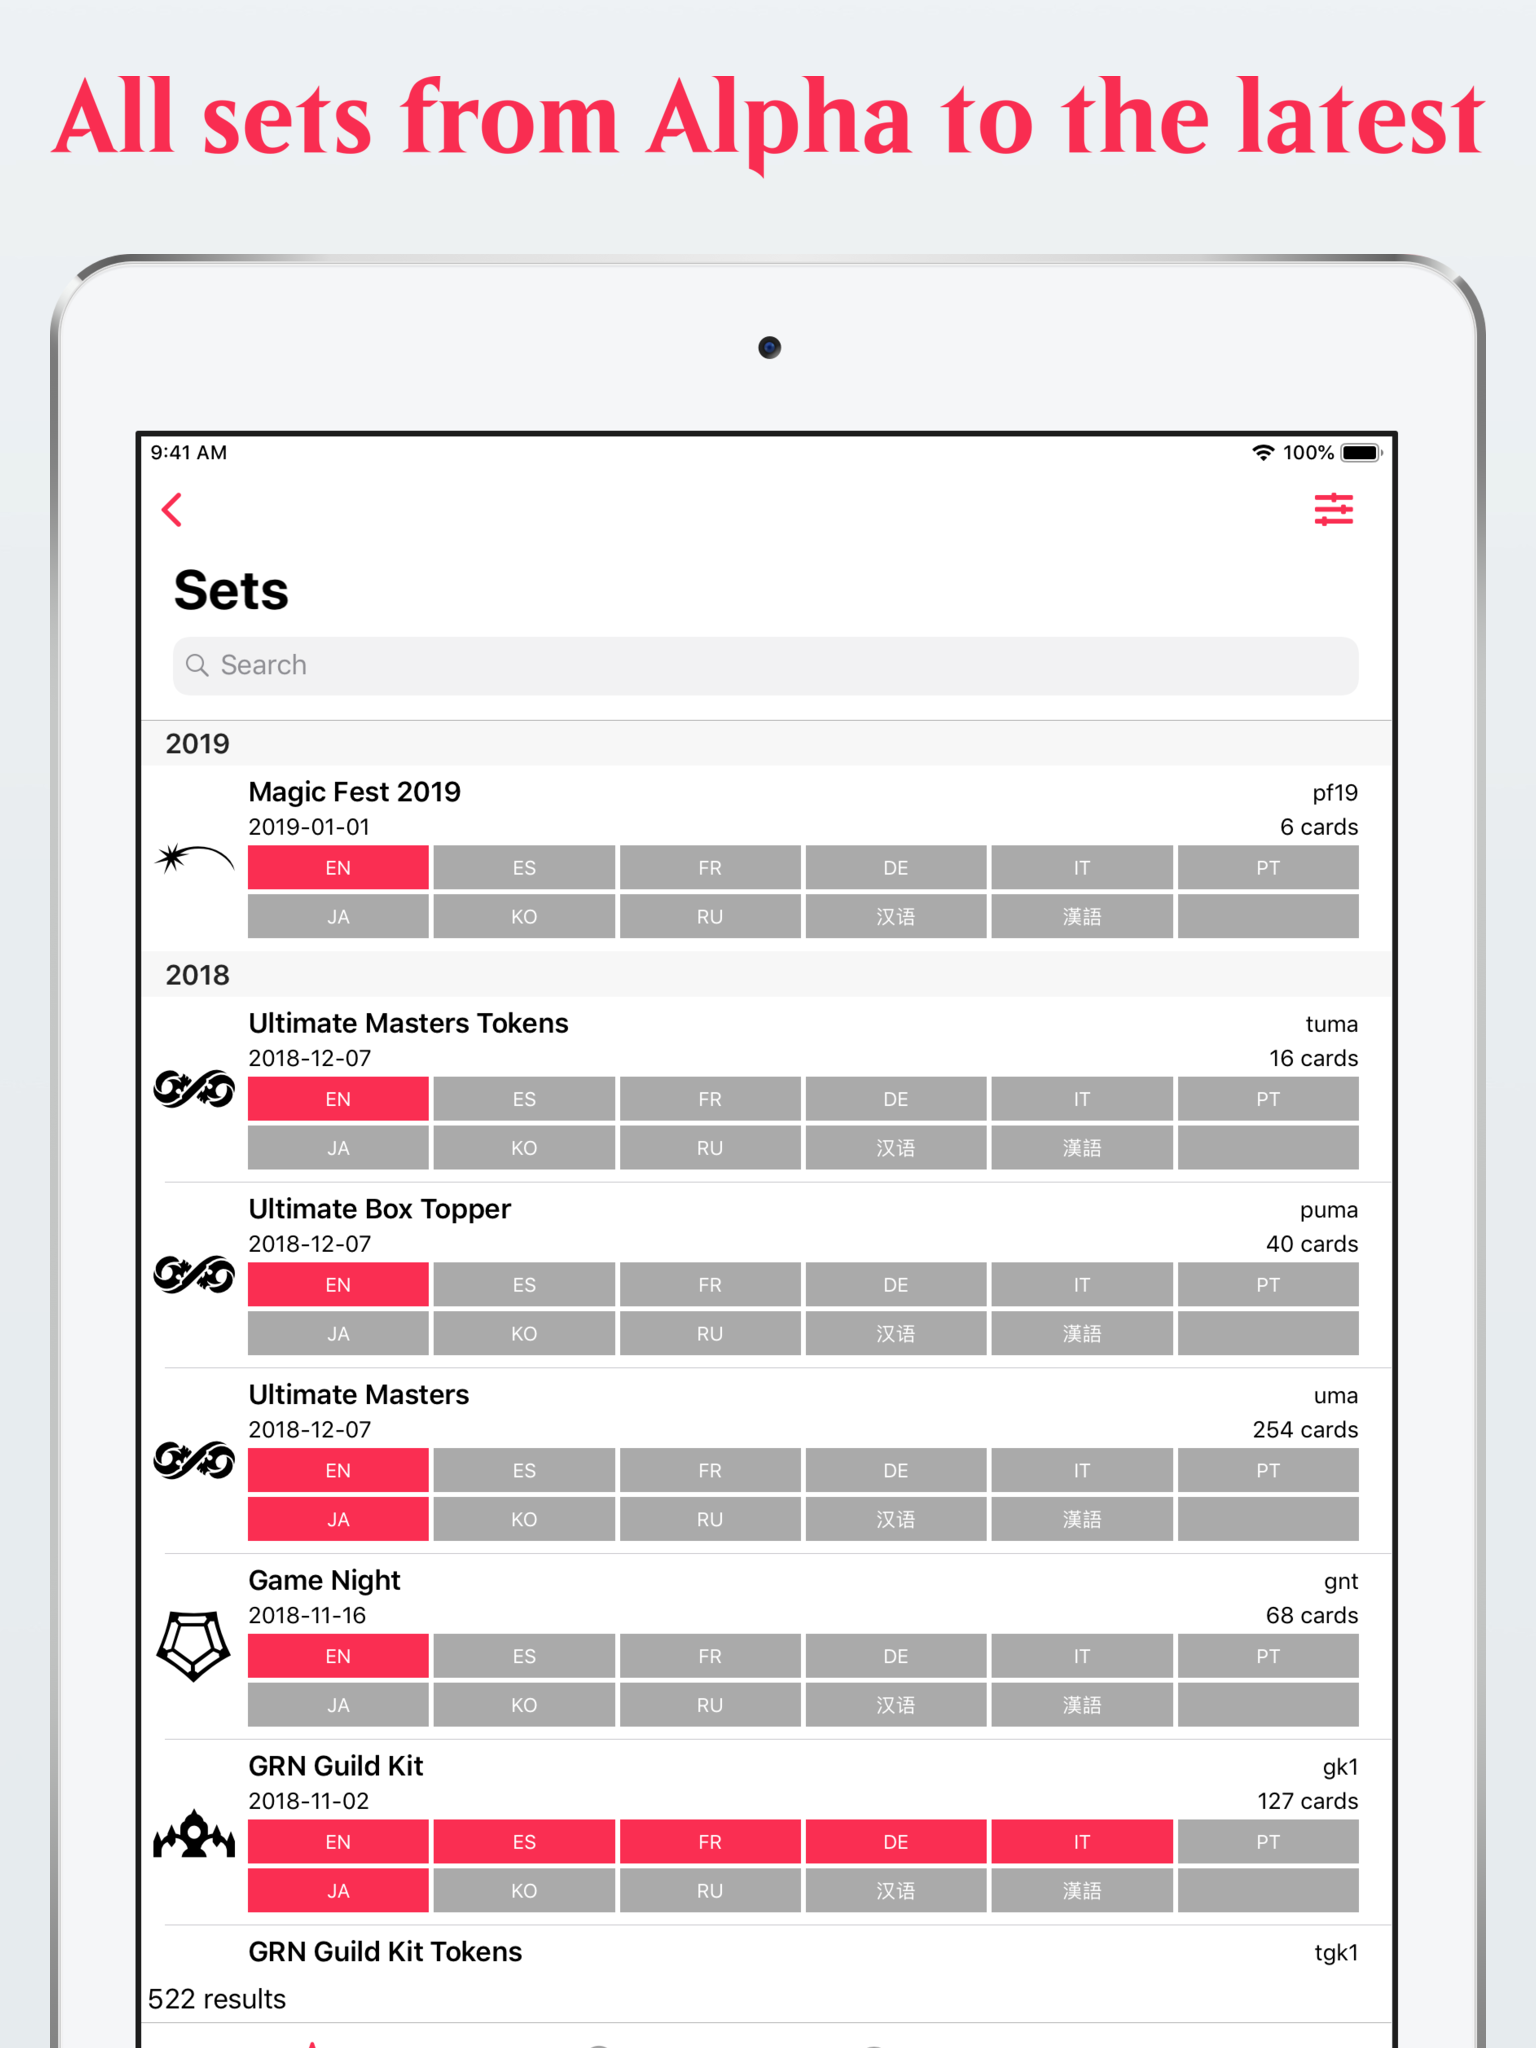 All sets from Alpha to the latest
9:41 AM
100%
Sets
Search
2019
Magic Fest 2019
pf19
2019-01-01
6 cards
EN ES FR DE IT PT
JA KO RU 汉语 漢語
2018
Ultimate Masters Tokens
tuma
2018-12-07
16 cards
EN ES FR DE IT PT
JA KO RU 汉语 漢語
Ultimate Box Topper
puma
2018-12-07
40 cards
EN ES FR DE IT PT
JA KO RU 汉语 漢語
Ultimate Masters
uma
2018-12-07
254 cards
EN ES FR DE IT PT
JA KO RU 汉语 漢語
Game Night
gnt
2018-11-16
68 cards
EN ES FR DE IT PT
JA KO RU 汉语 漢語
GRN Guild Kit
gk1
2018-11-02
127 cards
EN ES FR DE IT PT
JA KO RU 汉语 漢語
GRN Guild Kit Tokens
tgk1
522 results